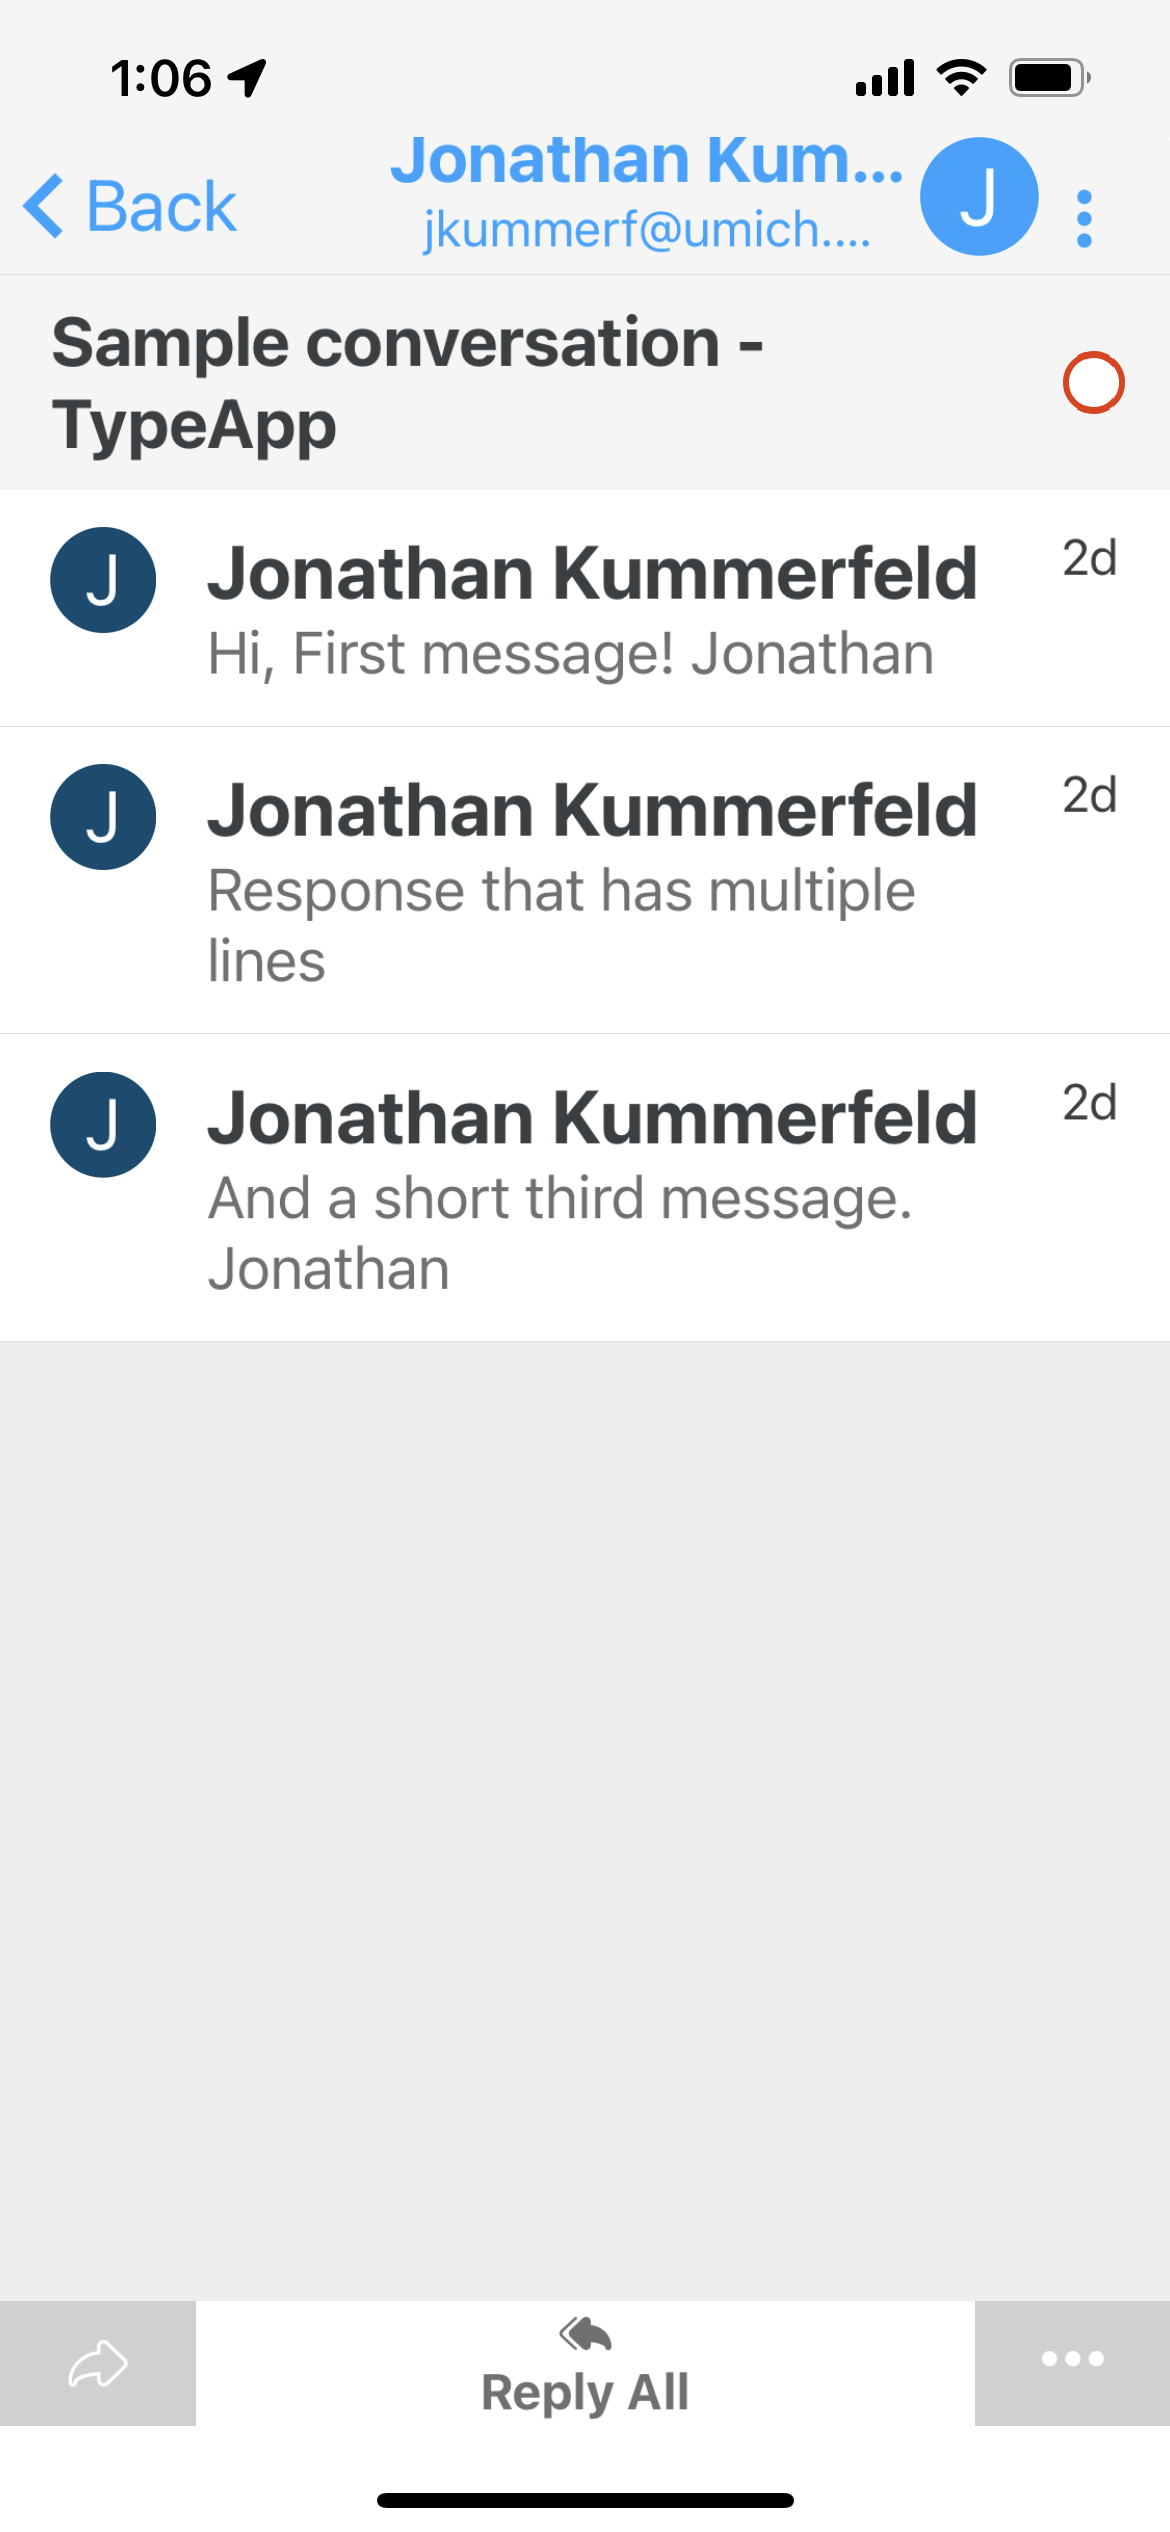 1:06
Back
Jonathan Kum...
jkummerf@umich....
J
Sample conversation -
TypeApp
J
Jonathan Kummerfeld
2d
Hi, First message! Jonathan
J
Jonathan Kummerfeld
2d
Response that has multiple
lines
J
Jonathan Kummerfeld
2d
And a short third message.
Jonathan
Reply All